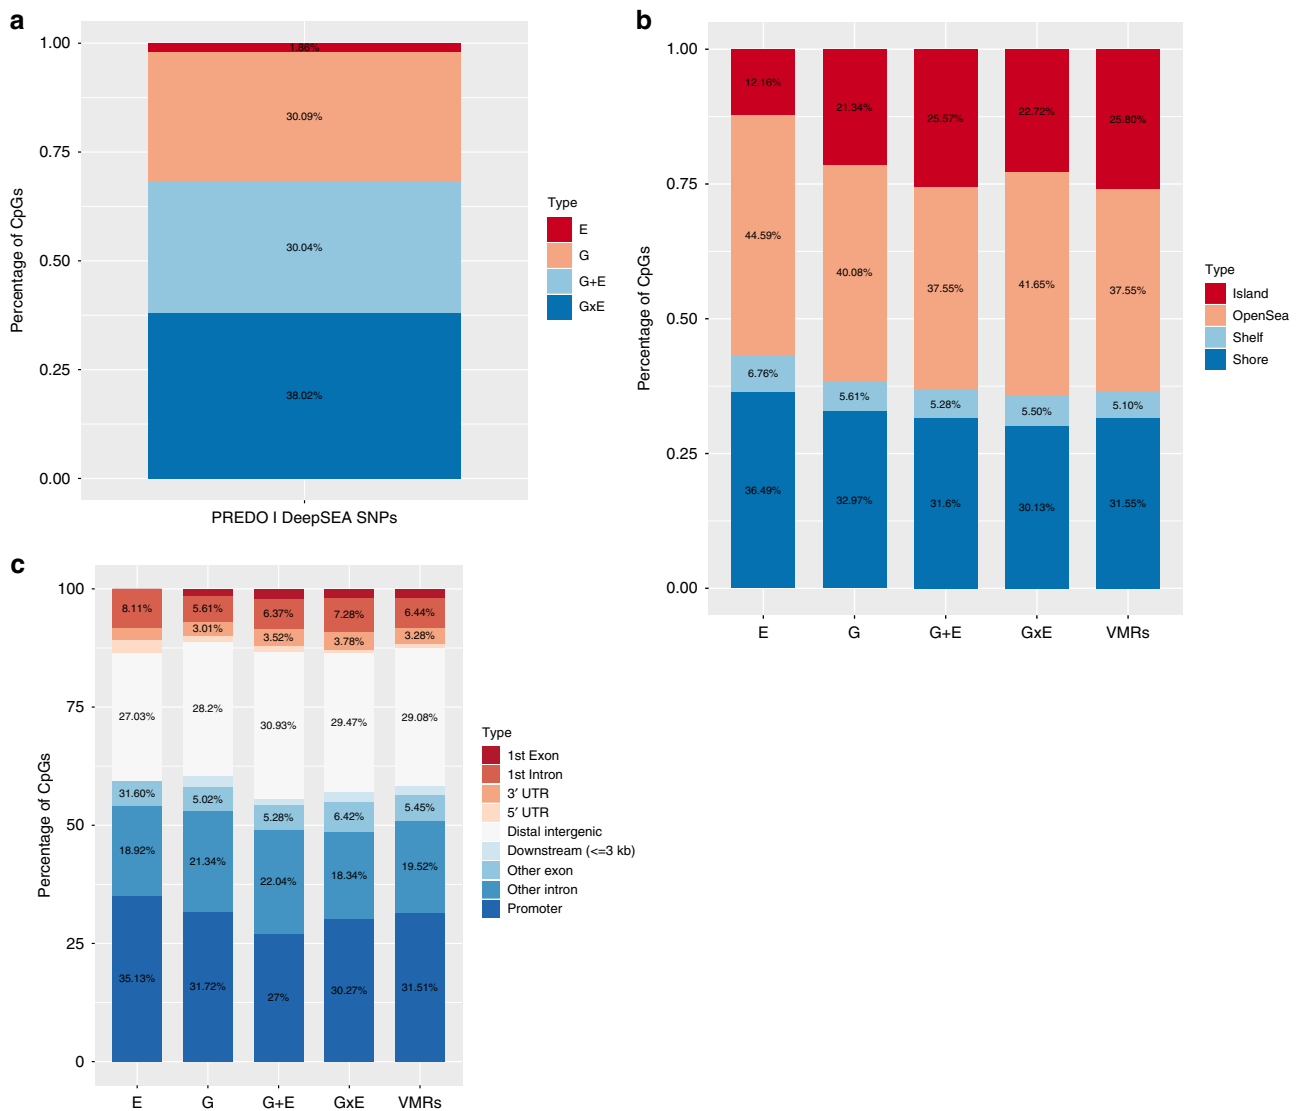 a
1.00
0.75
0.50
0.25
0.00
Percentage of CpGs
1.86%
30.09%
30.04%
38.02%
PREDO I DeepSEA SNPs
Type
E
G
G+E
GxE
b
1.00
0.75
0.50
0.25
0.00
Percentage of CpGs
12.16% 21.34% 25.57% 22.72% 25.80%
44.59% 40.08% 37.55% 41.65% 37.55%
6.76% 5.61% 5.28% 5.50% 5.10%
36.49% 32.97% 31.6% 30.13% 31.55%
E G G+E GxE VMRs
Type
Island
OpenSea
Shelf
Shore
c
100
75
50
25
0
Percentage of CpGs
8.11% 5.61% 6.37% 7.28% 6.44%
3.01% 3.52% 3.78% 3.28%
27.03% 28.2% 30.93% 29.47% 29.08%
31.60% 5.02% 5.28% 6.42% 5.45%
18.92% 21.34% 22.04% 18.34% 19.52%
35.13% 31.72% 27% 30.27% 31.51%
E G G+E GxE VMRs
Type
1st Exon
1st Intron
3′ UTR
5′ UTR
Distal intergenic
Downstream (<=3 kb)
Other exon
Other intron
Promoter